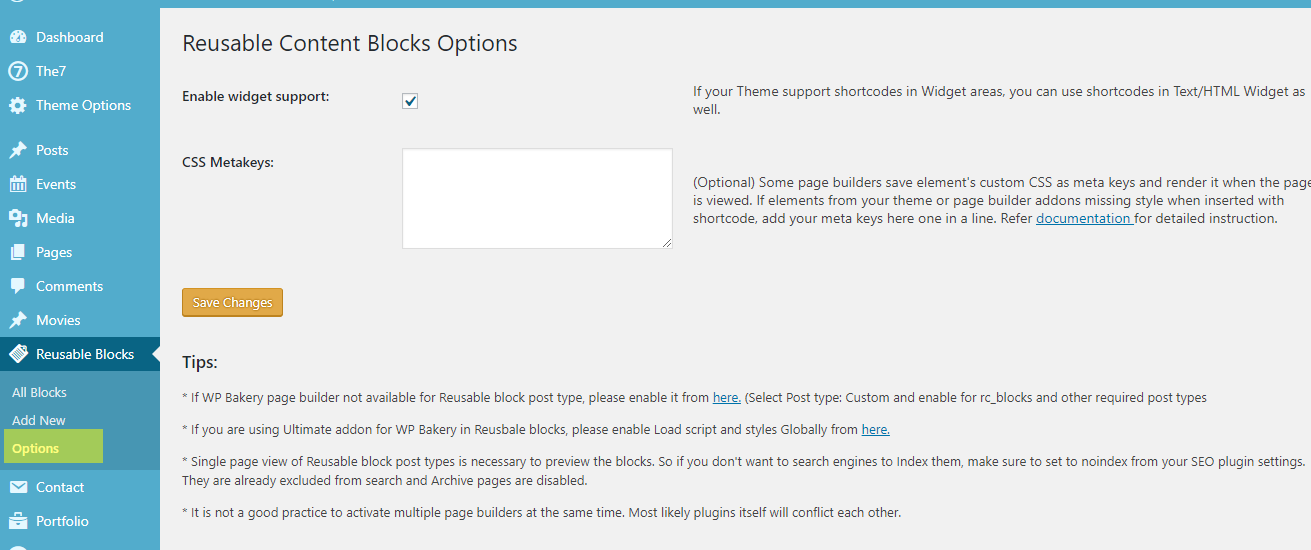 Dashboard
The7
Theme Options
Posts
Events
Media
Pages
Comments
Movies
Reusable Blocks
All Blocks
Add New
Options
Contact
Portfolio
Reusable Content Blocks Options
Enable widget support:
If your Theme support shortcodes in Widget areas, you can use shortcodes in Text/HTML Widget as
well.
CSS Metakeys:
(Optional) Some page builders save element's custom CSS as meta keys and render it when the page
is viewed. If elements from your theme or page builder addons missing style when inserted with
shortcode, add your meta keys here one in a line. Refer documentation for detailed instruction.
Save Changes
Tips:
* If WP Bakery page builder not available for Reusable block post type, please enable it from here. (Select Post type: Custom and enable for rc_blocks and other required post types
* If you are using Ultimate addon for WP Bakery in Reusbale blocks, please enable Load script and styles Globally from here.
* Single page view of Reusable block post types is necessary to preview the blocks. So if you don't want to search engines to Index them, make sure to set to noindex from your SEO plugin settings.
They are already excluded from search and Archive pages are disabled.
* It is not a good practice to activate multiple page builders at the same time. Most likely plugins itself will conflict each other.